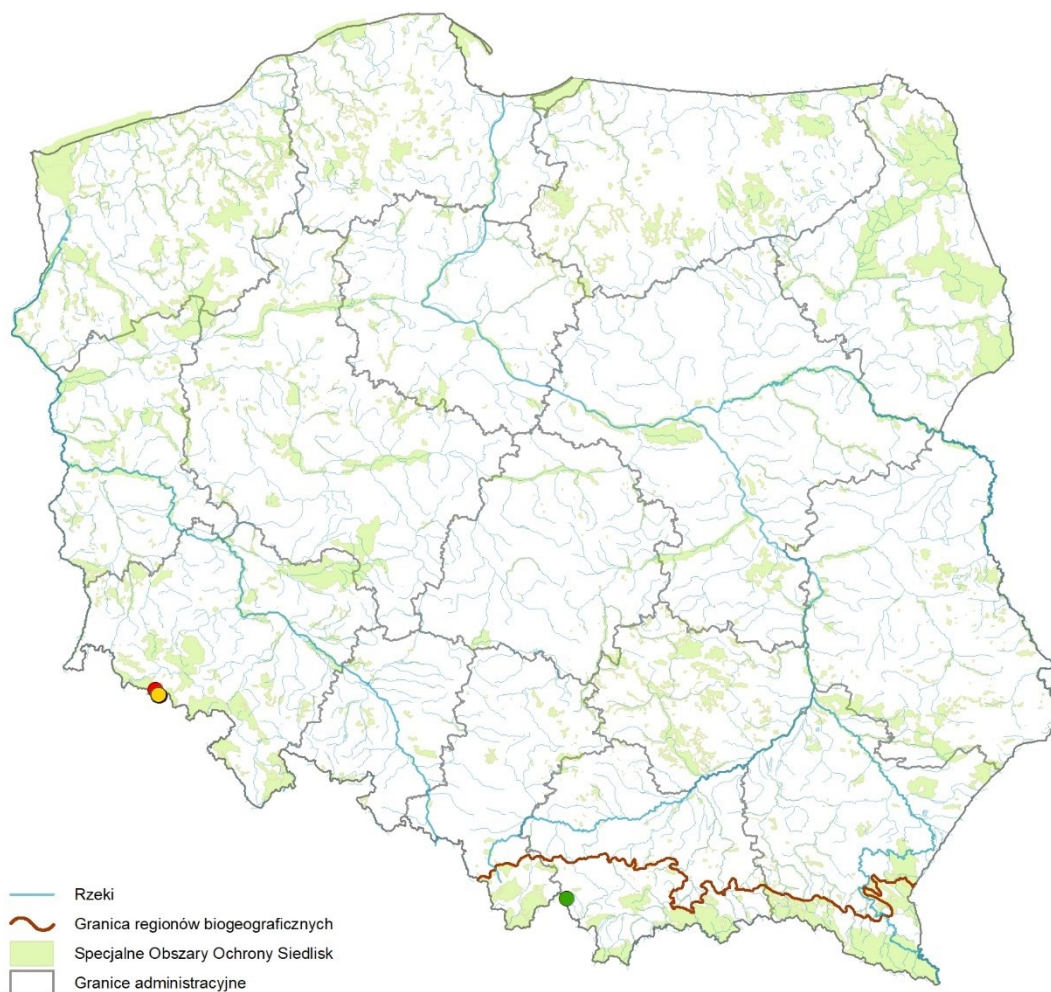 Rzeki
Granica regionów biogeograficznych
Specjalne Obszary Ochrony Siedlisk
Granice administracyjne